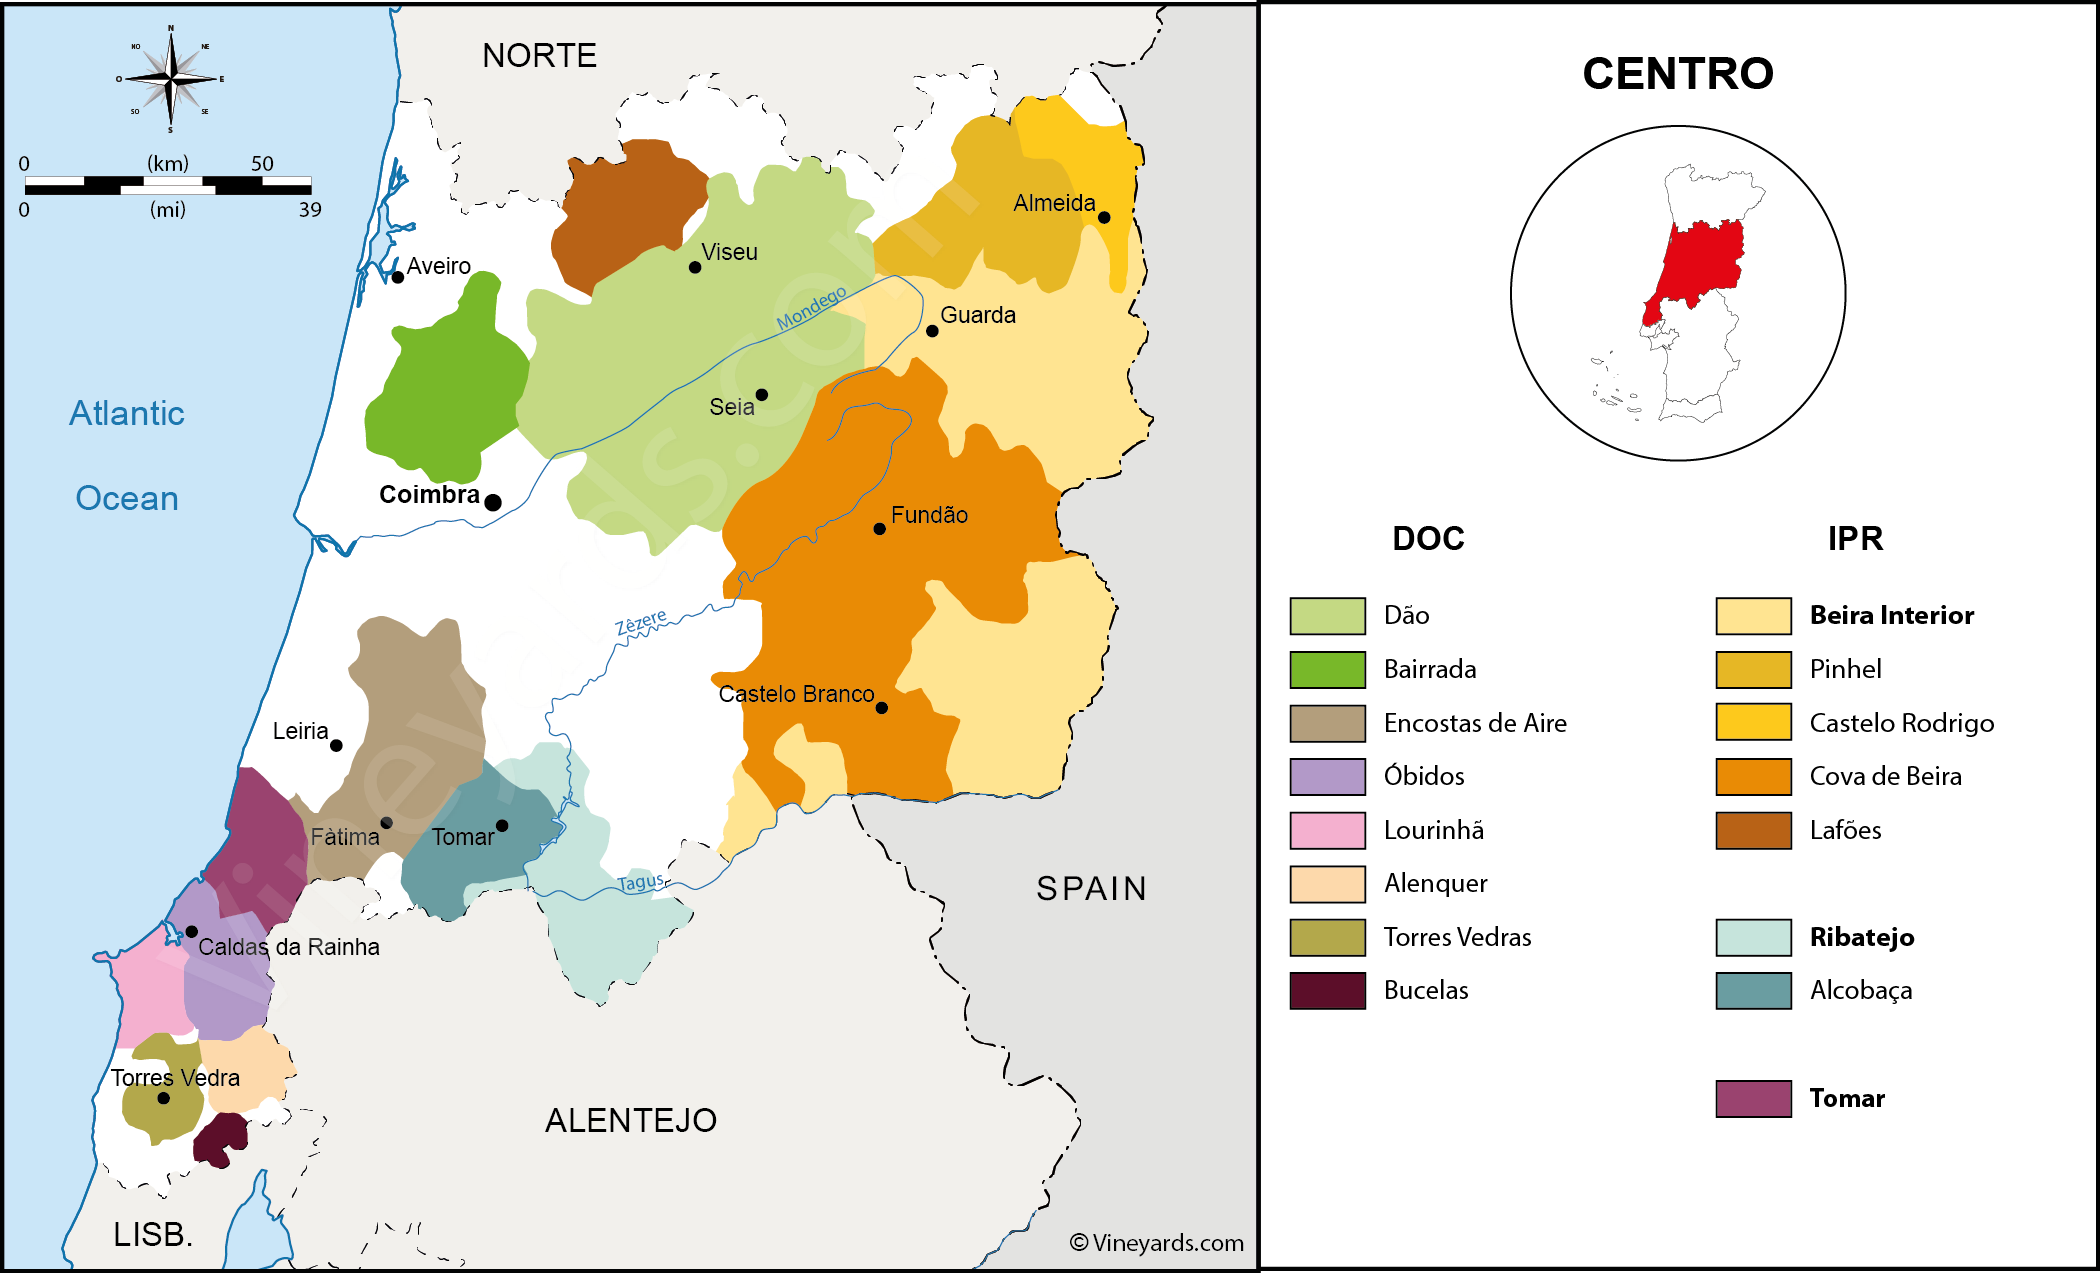 NORTE
CENTRO
N
NO
NE
O
E
SO
SE
S
0 (km) 50
0 (mi) 39
Almeida
Viseu
Aveiro
Mondego
Guarda
Atlantic
Ocean
Seia
Coimbra
Fundão
Zêzere
Castelo Branco
Leiria
Fàtima
Tomar
Tagus
SPAIN
Caldas da Rainha
Torres Vedra
ALENTEJO
LISB.
© Vineyards.com
Vineyards.com
DOC
Dão
Bairrada
Encostas de Aire
Óbidos
Lourinhã
Alenquer
Torres Vedras
Bucelas
IPR
Beira Interior
Pinhel
Castelo Rodrigo
Cova de Beira
Lafões
Ribatejo
Alcobaça
Tomar